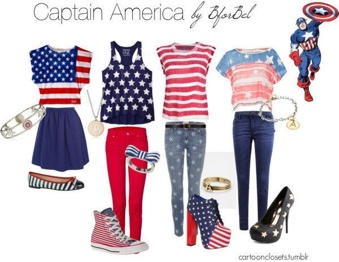 Captain America by BforBel
A
cartoonclosets.tumblr